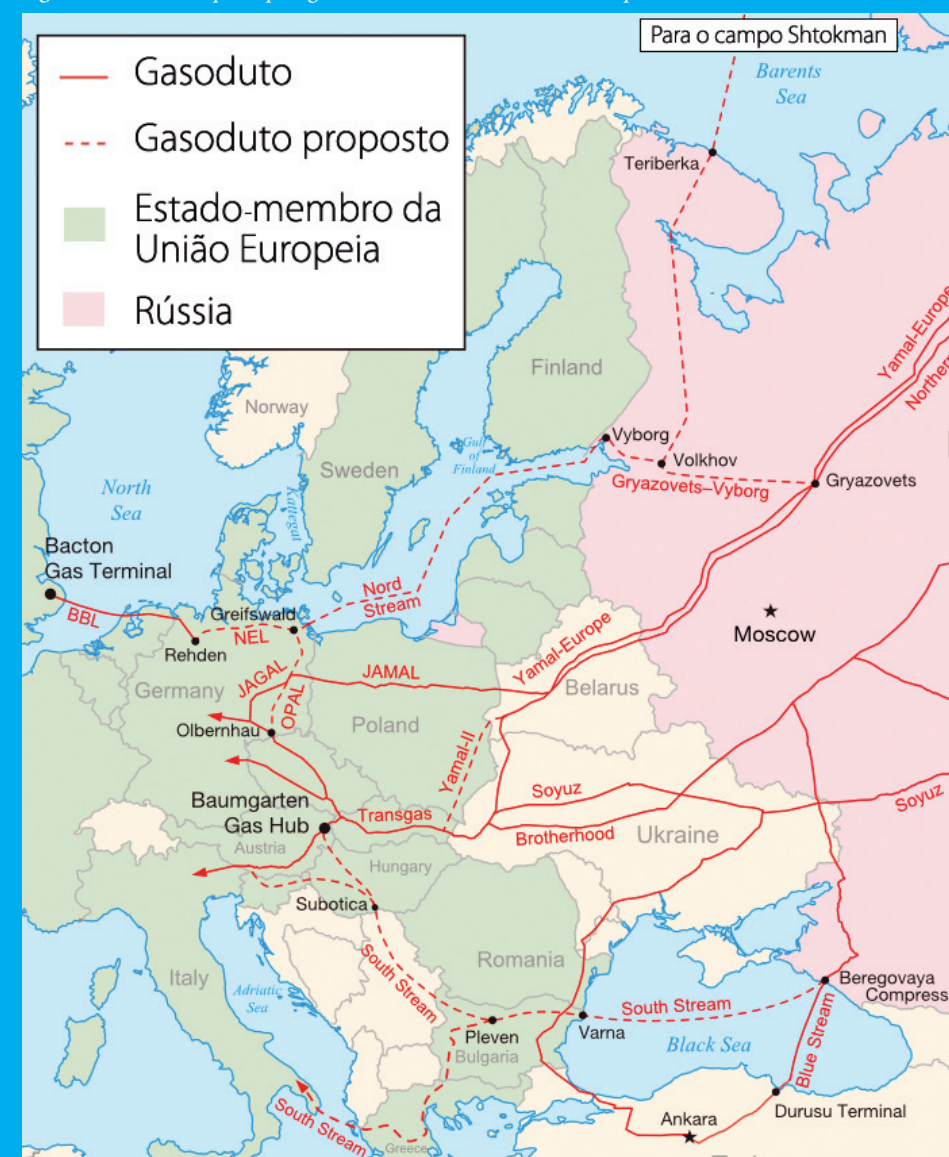 Para o campo Shtokman
Gasoduto
Gasoduto proposto
Estado-membro da
União Europeia
Rússia
Barents
Sea
Teriberka
Yamal-Europe
Northern
Finland
Norway
Sweden
Gulf
of
Finland
Vyborg
Volkhov
Gryazovets–Vyborg
Gryazovets
North
Sea
Kattegat
Bacton
Gas Terminal
BBL
Greifswald
NEL
Rehden
Nord
Stream
Moscow
Yamal-Europe
Germany
JAGAL
JAMAL
OPAL
Belarus
Olbernhau
Poland
Yamal-II
Baumgarten
Gas Hub
Transgas
Soyuz
Soyuz
Brotherhood
Ukraine
Austria
Hungary
Subotica
South Stream
Italy
Adriatic
Sea
Romania
Beregovaya
Compress
South Stream
Pleven
Varna
Bulgaria
Black Sea
Blue Stream
South Stream
Greece
Ankara
Durusu Terminal